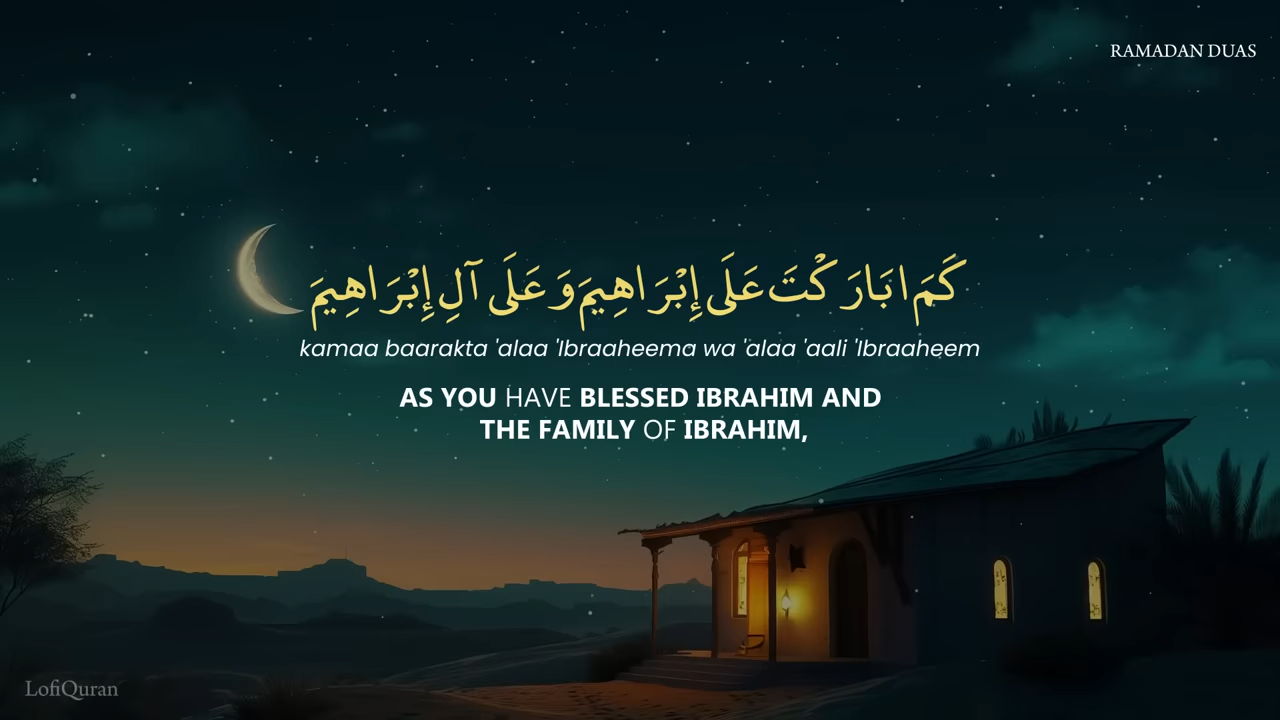 RAMADAN DUAS
كَمَا بَارَكْتَ عَلَى إِبْرَاهِيمَ وَعَلَى آلِ إِبْرَاهِيمَ
kamaa baarakta 'alaa 'Ibraaheema wa 'alaa 'aali 'Ibraaheem
AS YOU HAVE BLESSED IBRAHIM AND
THE FAMILY OF IBRAHIM,
LofiQuran